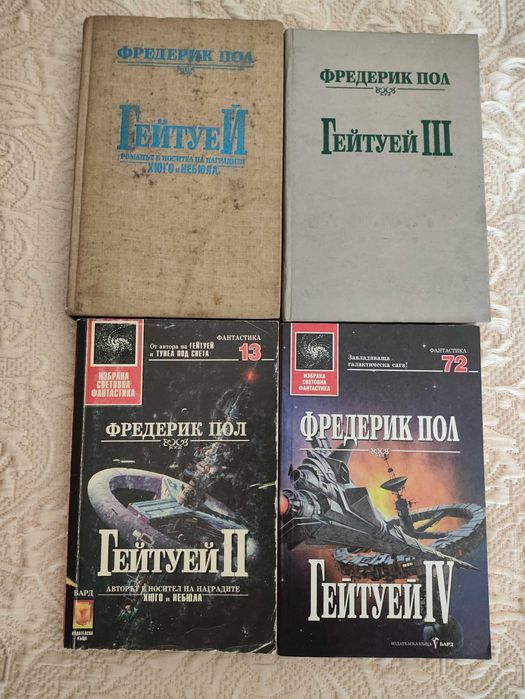 ФРЕДЕРИК ПОЛ
ГЕЙТУЕЙ
РОМАНЪТ Е НОСИТЕЛ НА НАГРАДИТЕ
ХЮГО и НЕБЮЛА
ФРЕДЕРИК ПОЛ
ГЕЙТУЕЙ III
ИЗБРАНА
СВЕТОВНА
ФАНТАСТИКА
От автора на ГЕЙТУЕЙ
и ТУНЕЛ ПОД СВЕТА
ФАНТАСТИКА
13
ФРЕДЕРИК ПОЛ
ГЕЙТУЕЙ II
АВТОРЪТ Е НОСИТЕЛ НА НАГРАДИТЕ
ХЮГО и НЕБЮЛА
БАРД
ИЗДАТЕЛСКА
КЪЩА
ИЗБРАНА
СВЕТОВНА
ФАНТАСТИКА
Завладяваща
галактическа сага!
ФАНТАСТИКА
72
ФРЕДЕРИК ПОЛ
ГЕЙТУЕЙ IV
ИЗДАТЕЛСКА КЪЩА БАРД